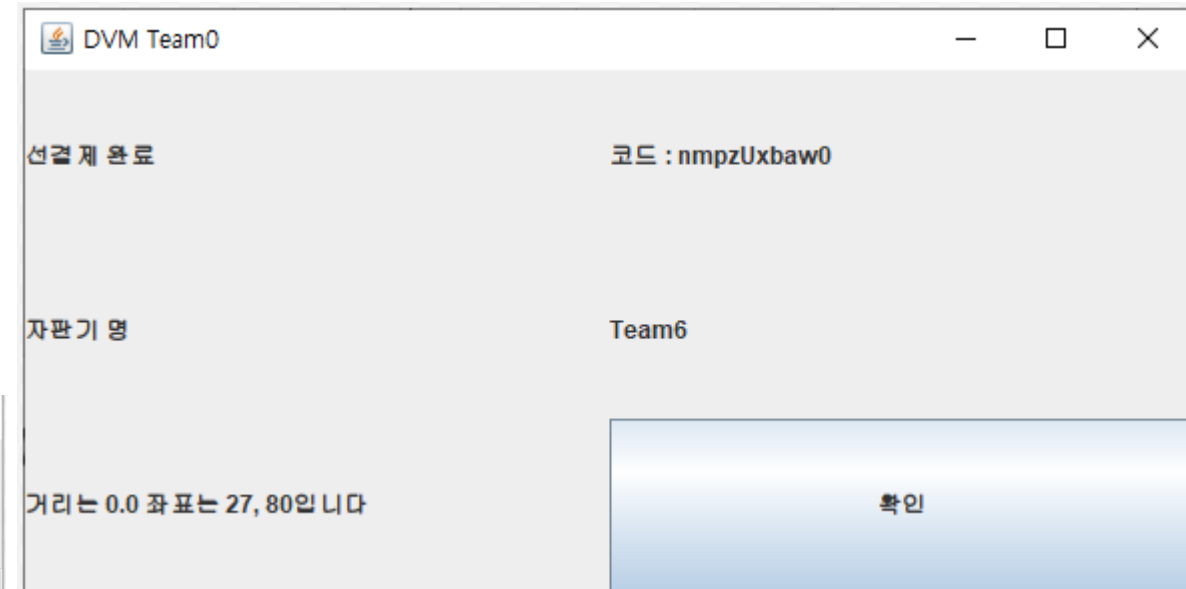 DVM Team0
선결제 완료
코드 : nmpzUxbaw0
자판기 명
Team6
거리는 0.0 좌표는 27, 80입니다
확인